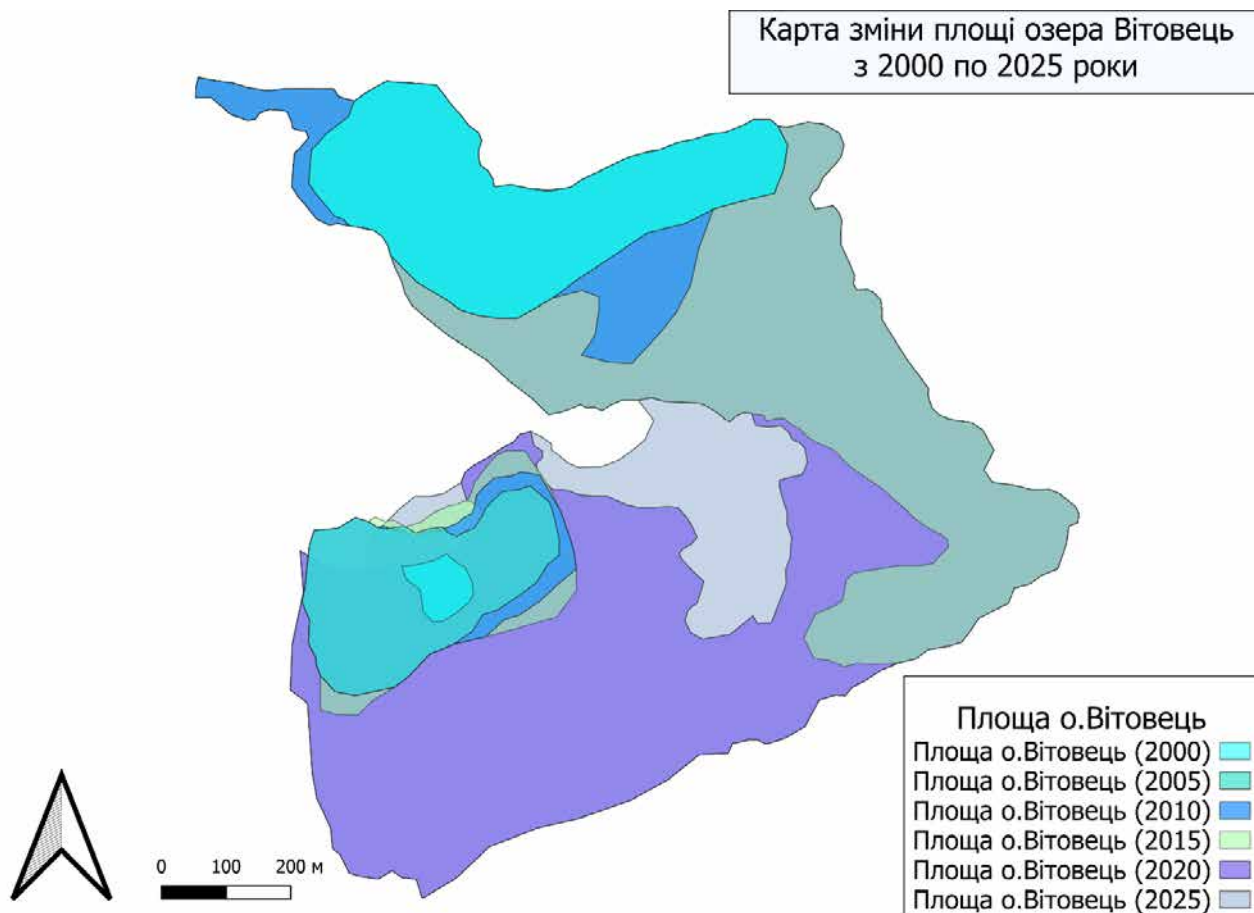 Карта зміни площі озера Вітовець
з 2000 по 2025 роки
0 100 200 м
Площа о.Вітовець
Площа о.Вітовець (2000)
Площа о.Вітовець (2005)
Площа о.Вітовець (2010)
Площа о.Вітовець (2015)
Площа о.Вітовець (2020)
Площа о.Вітовець (2025)